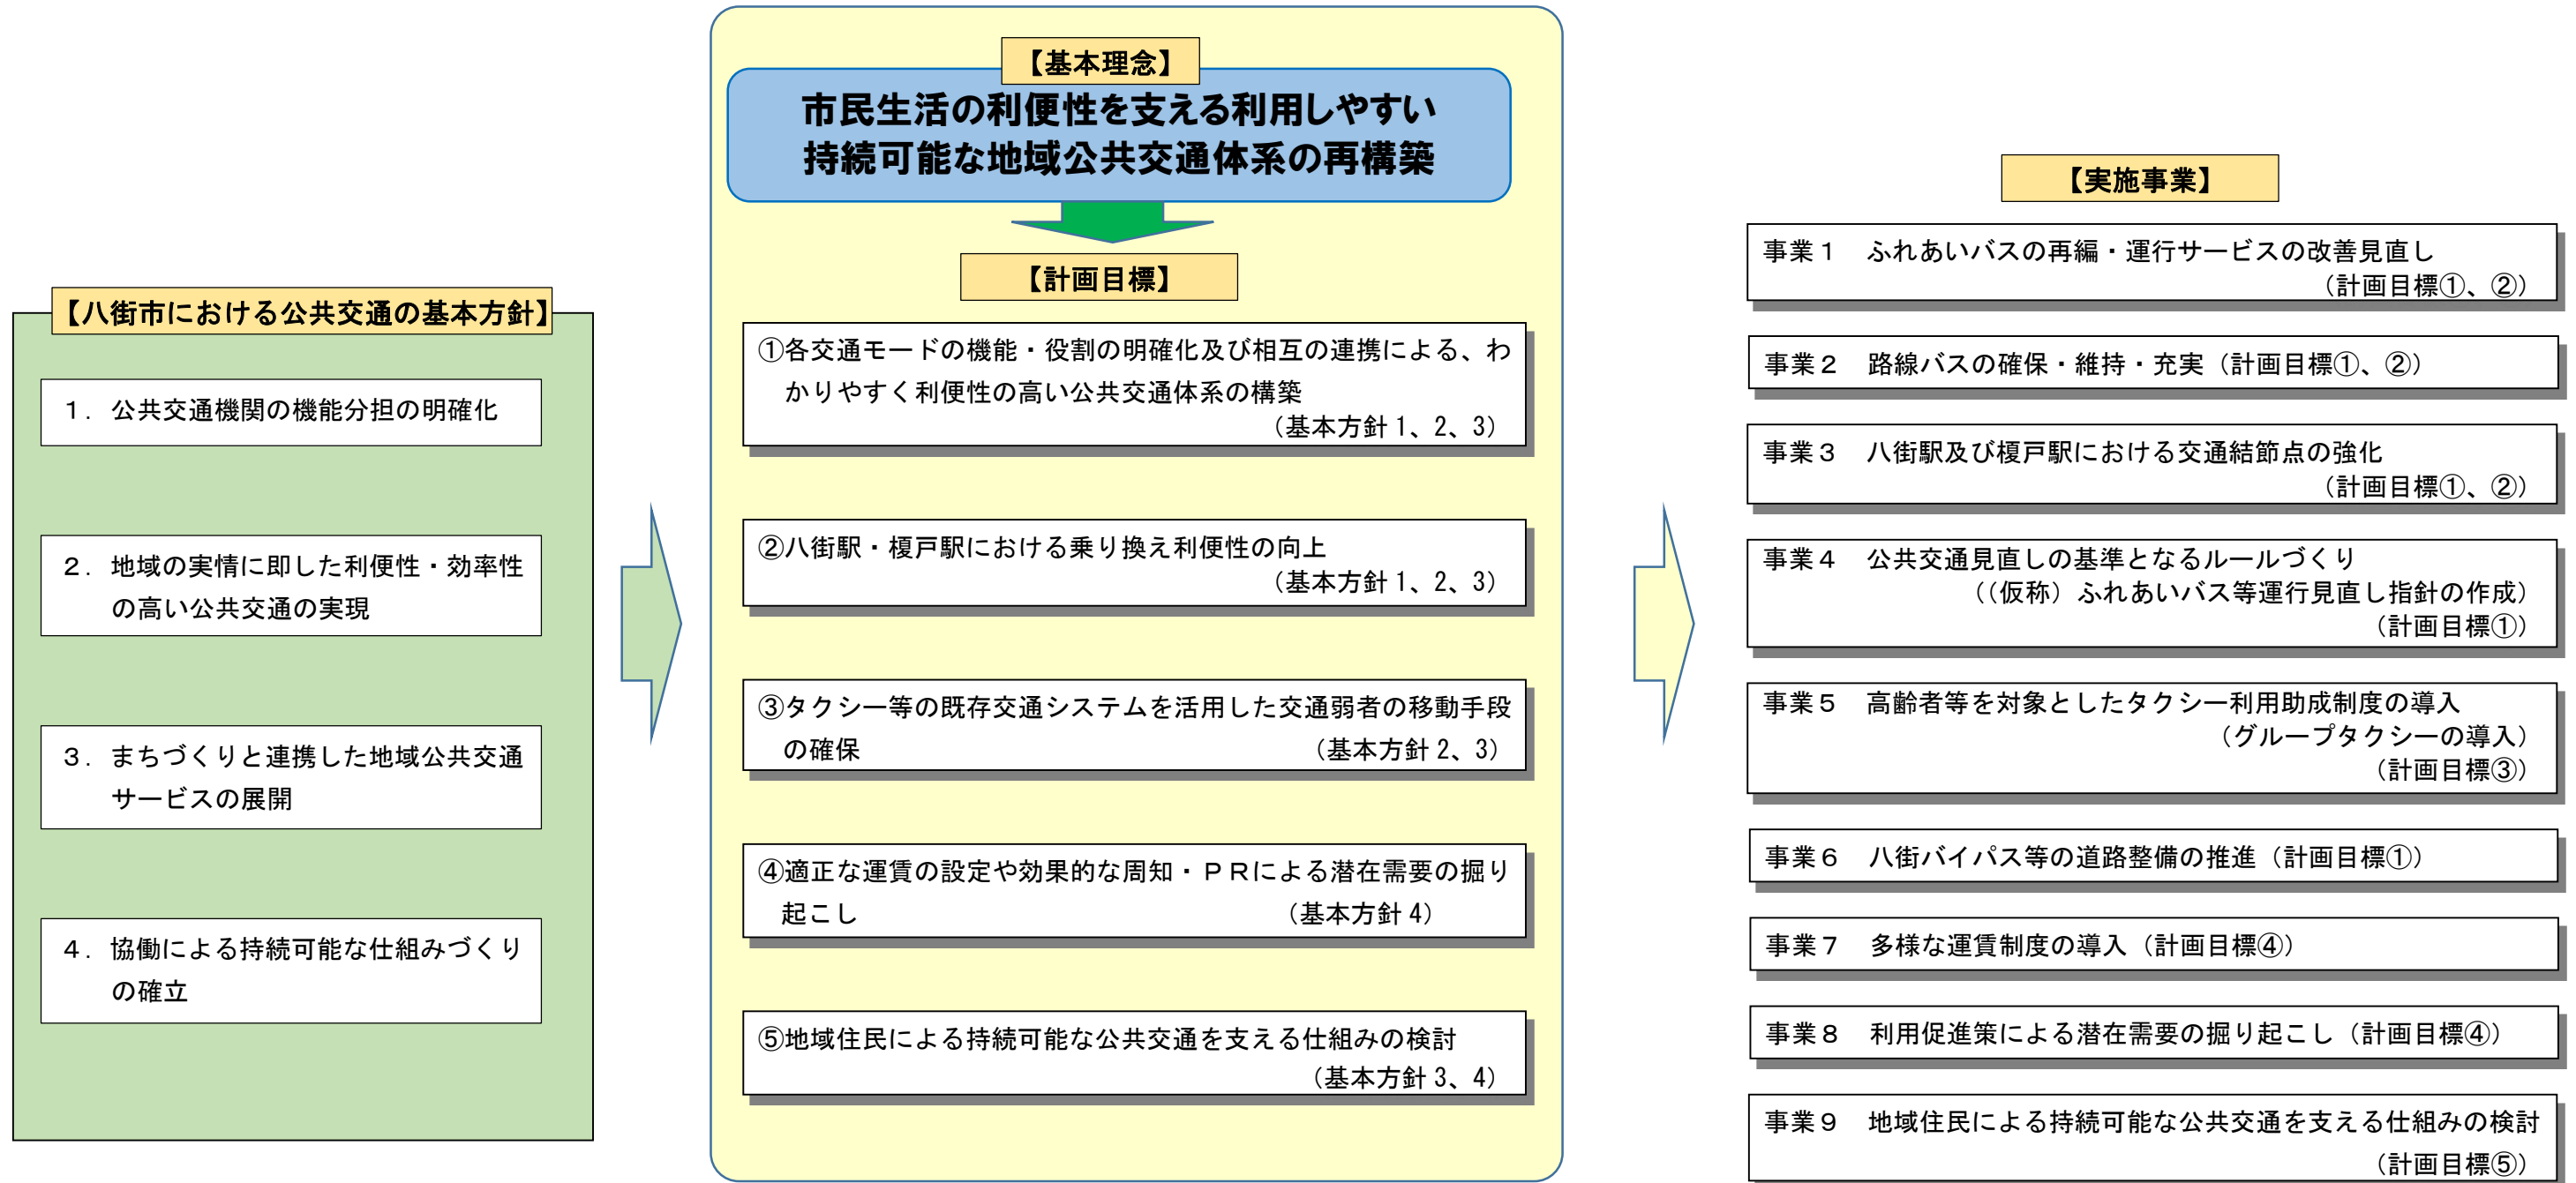 【八街市における公共交通の基本方針】
１．公共交通機関の機能分担の明確化
２．地域の実情に即した利便性・効率性
の高い公共交通の実現
３．まちづくりと連携した地域公共交通
サービスの展開
４．協働による持続可能な仕組みづくり
の確立
【基本理念】
市民生活の利便性を支える利用しやすい
持続可能な地域公共交通体系の再構築
【計画目標】
①各交通モードの機能・役割の明確化及び相互の連携による、わ
かりやすく利便性の高い公共交通体系の構築
（基本方針 1、2、3）
②八街駅・榎戸駅における乗り換え利便性の向上
（基本方針 1、2、3）
③タクシー等の既存交通システムを活用した交通弱者の移動手段
の確保　（基本方針 2、3）
④適正な運賃の設定や効果的な周知・ＰＲによる潜在需要の掘り
起こし　（基本方針 4）
⑤地域住民による持続可能な公共交通を支える仕組みの検討
（基本方針 3、4）
【実施事業】
事業１　ふれあいバスの再編・運行サービスの改善見直し
（計画目標①、②）
事業２　路線バスの確保・維持・充実（計画目標①、②）
事業３　八街駅及び榎戸駅における交通結節点の強化
（計画目標①、②）
事業４　公共交通見直しの基準となるルールづくり
（（仮称）ふれあいバス等運行見直し指針の作成）
（計画目標①）
事業５　高齢者等を対象としたタクシー利用助成制度の導入
（グループタクシーの導入）
（計画目標③）
事業６　八街バイパス等の道路整備の推進（計画目標①）
事業７　多様な運賃制度の導入（計画目標④）
事業８　利用促進策による潜在需要の掘り起こし（計画目標④）
事業９　地域住民による持続可能な公共交通を支える仕組みの検討
（計画目標⑤）